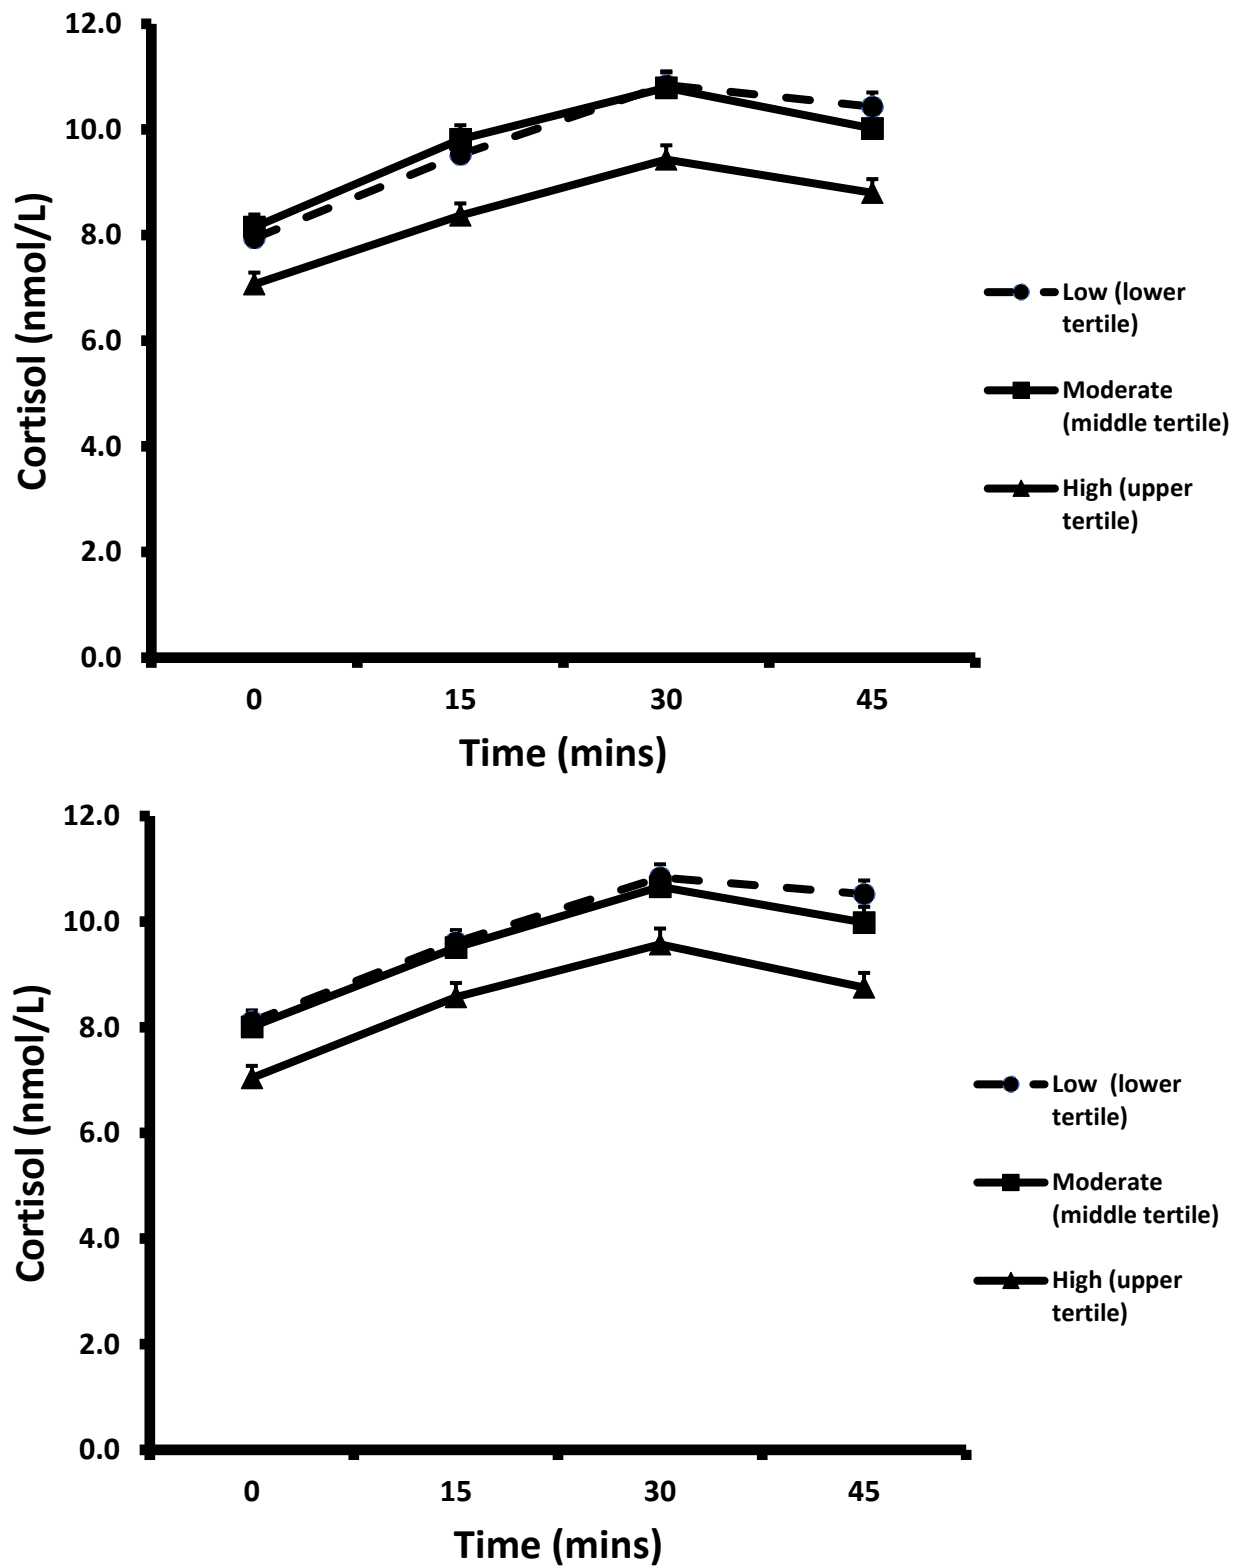 12.0
10.0
8.0
6.0
4.0
2.0
0.0
Cortisol (nmol/L)
0 15 30 45
Time (mins)
Low (lower
tertile)
Moderate
(middle tertile)
High (upper
tertile)
12.0
10.0
8.0
6.0
4.0
2.0
0.0
Cortisol (nmol/L)
0 15 30 45
Time (mins)
Low (lower
tertile)
Moderate
(middle tertile)
High (upper
tertile)